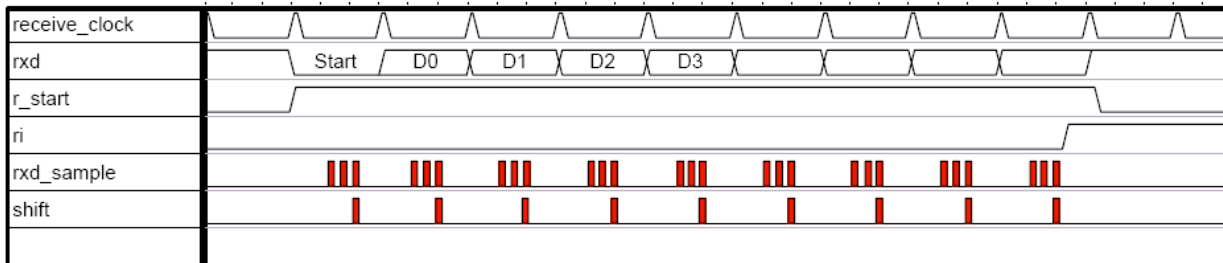 receive_clock
rxd Start D0 D1 D2 D3
r_start
ri
rxd_sample
shift